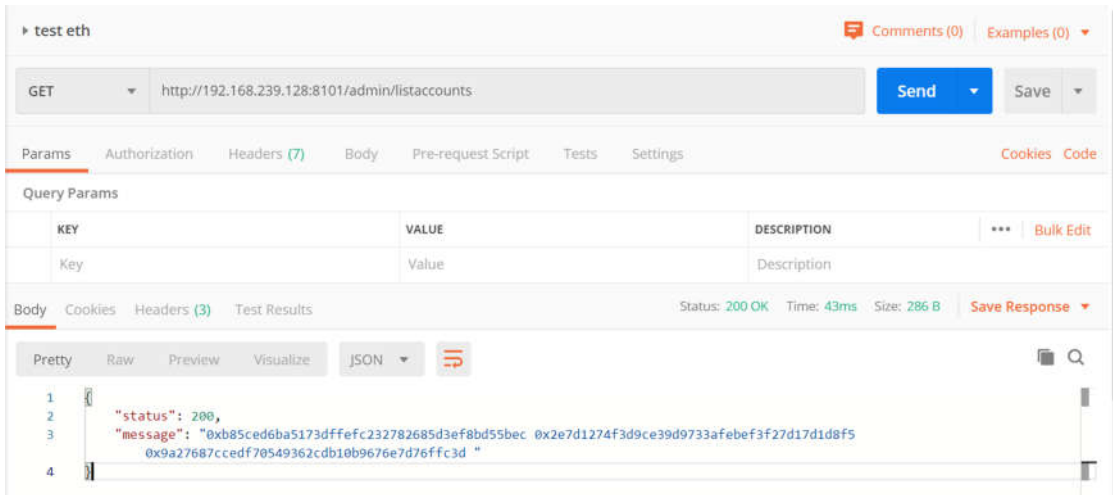 test eth Comments (0) Examples (0)
GET http://192.168.239.128:8101/admin/listaccounts Send Save
Params Authorization Headers (7) Body Pre-request Script Tests Settings Cookies Code
Query Params
KEY VALUE DESCRIPTION ••• Bulk Edit
Key Value Description
Body Cookies Headers (3) Test Results Status: 200 OK Time: 43ms Size: 286 B Save Response
Pretty Raw Preview Visualize JSON
1 {
2 "status": 200,
3 "message": "0xb85ced6ba5173dffefc232782685d3ef8bd55bec 0x2e7d1274f3d9ce39d9733afebef3f27d17d1d8f5
0x9a27687ccedf70549362cdb10b9676e7d76ffc3d "
4 }